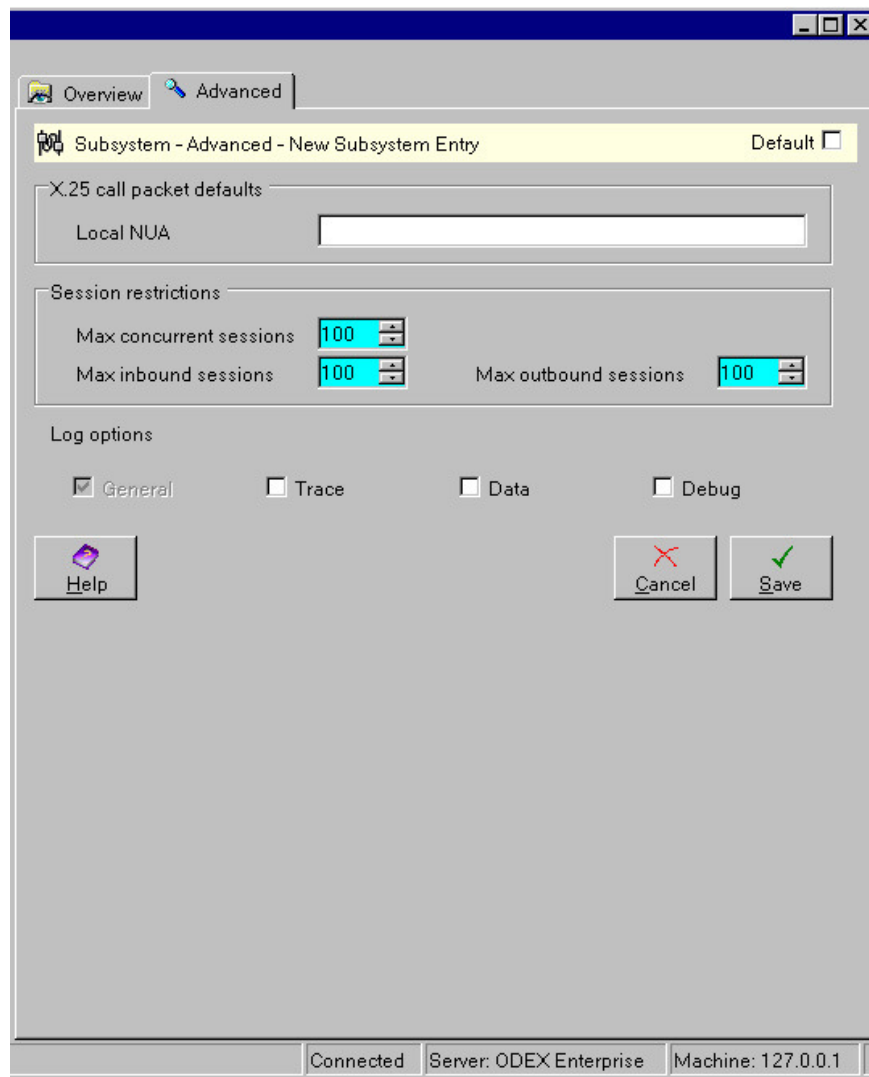 Overview Advanced
Subsystem - Advanced - New Subsystem Entry Default
X.25 call packet defaults
Local NUA
Session restrictions
Max concurrent sessions 100
Max inbound sessions 100 Max outbound sessions 100
Log options
General Trace Data Debug
Help Cancel Save
Connected Server: ODEX Enterprise Machine: 127.0.0.1